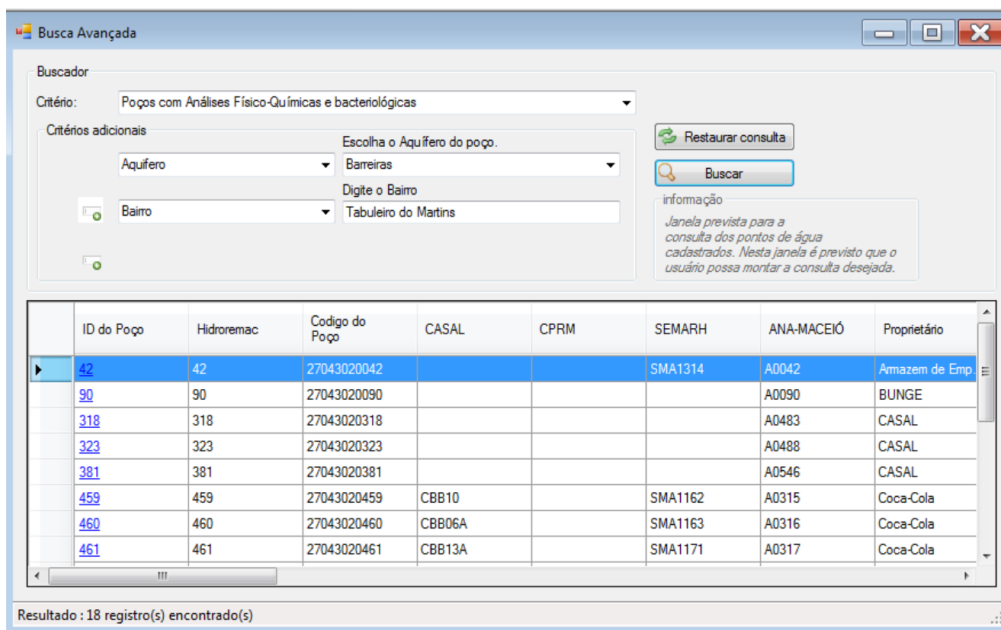 Busca Avançada
Buscador
Critério: Poços com Análises Físico-Químicas e bacteriológicas
Critérios adicionais
Escolha o Aquífero do poço.
Aquifero Barreiras
Digite o Bairro
Bairro Tabuleiro do Martins
Restaurar consulta
Buscar
informação
Janela prevista para a
consulta dos pontos de água
cadastrados. Nesta janela é previsto que o
usuário possa montar a consulta desejada.
ID do Poço Hidroremac Codigo do Poço CASAL CPRM SEMARH ANA-MACEIÓ Proprietário
42 42 27043020042 SMA1314 A0042 Armazem de Emp.
90 90 27043020090 A0090 BUNGE
318 318 27043020318 A0483 CASAL
323 323 27043020323 A0488 CASAL
381 381 27043020381 A0546 CASAL
459 459 27043020459 CBB10 SMA1162 A0315 Coca-Cola
460 460 27043020460 CBB06A SMA1163 A0316 Coca-Cola
461 461 27043020461 CBB13A SMA1171 A0317 Coca-Cola
Resultado : 18 registro(s) encontrado(s)